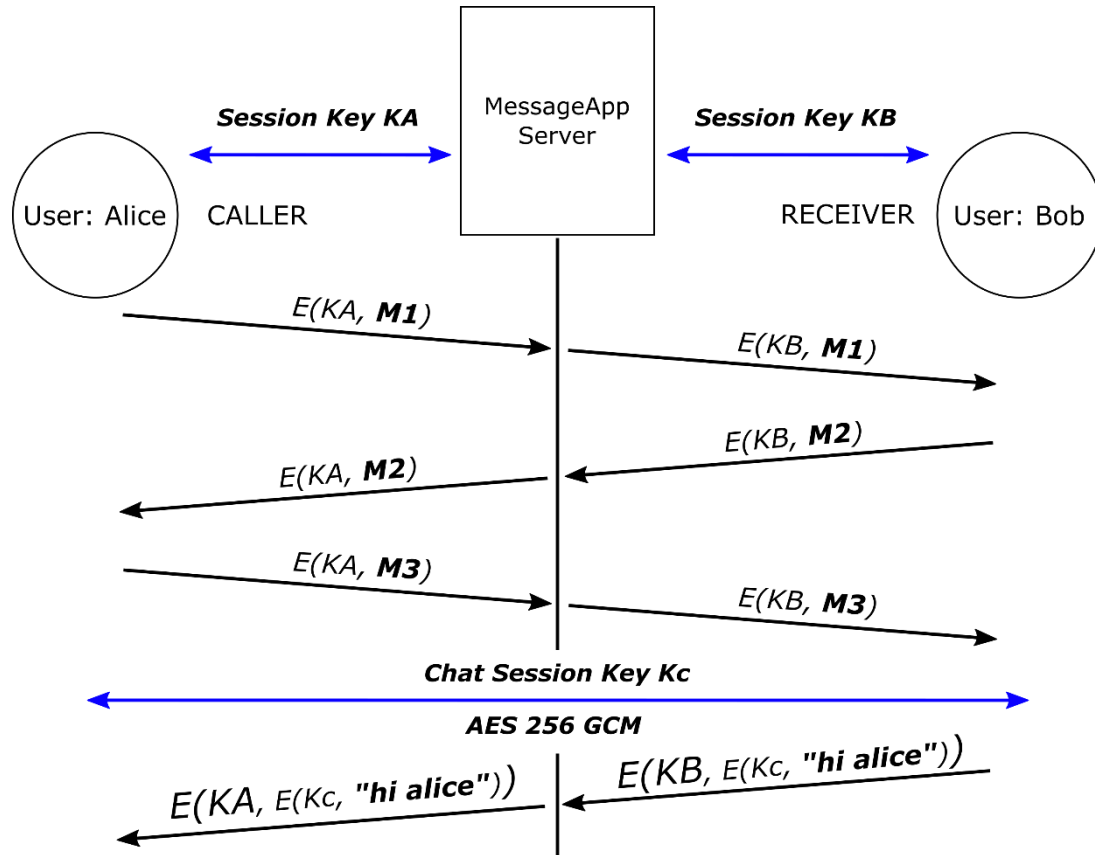 MessageApp
Server
Session Key KA
Session Key KB
User: Alice
CALLER
RECEIVER
User: Bob
E(KA, M1)
E(KB, M1)
E(KB, M2)
E(KA, M2)
E(KA, M3)
E(KB, M3)
Chat Session Key Kc
AES 256 GCM
E(KB, E(Kc, "hi alice"))
E(KA, E(Kc, "hi alice"))